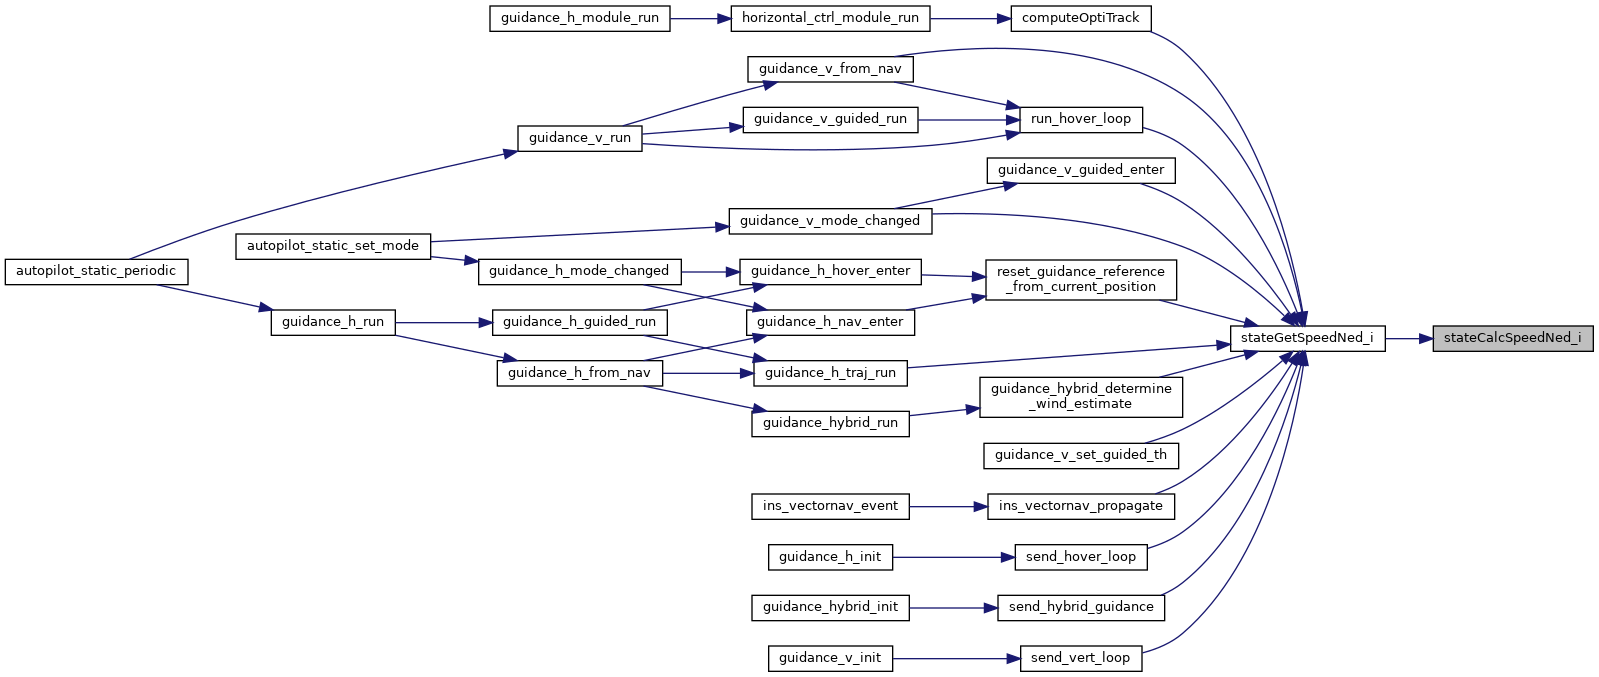 guidance_h_module_run
horizontal_ctrl_module_run
computeOptiTrack
guidance_v_from_nav
guidance_v_guided_run
run_hover_loop
guidance_v_run
guidance_v_guided_enter
guidance_v_mode_changed
autopilot_static_set_mode
autopilot_static_periodic
guidance_h_mode_changed
guidance_h_hover_enter
reset_guidance_reference
_from_current_position
guidance_h_run
guidance_h_guided_run
guidance_h_nav_enter
stateGetSpeedNed_i
stateCalcSpeedNed_i
guidance_h_from_nav
guidance_h_traj_run
guidance_hybrid_determine
_wind_estimate
guidance_hybrid_run
guidance_v_set_guided_th
ins_vectornav_event
ins_vectornav_propagate
guidance_h_init
send_hover_loop
guidance_hybrid_init
send_hybrid_guidance
guidance_v_init
send_vert_loop